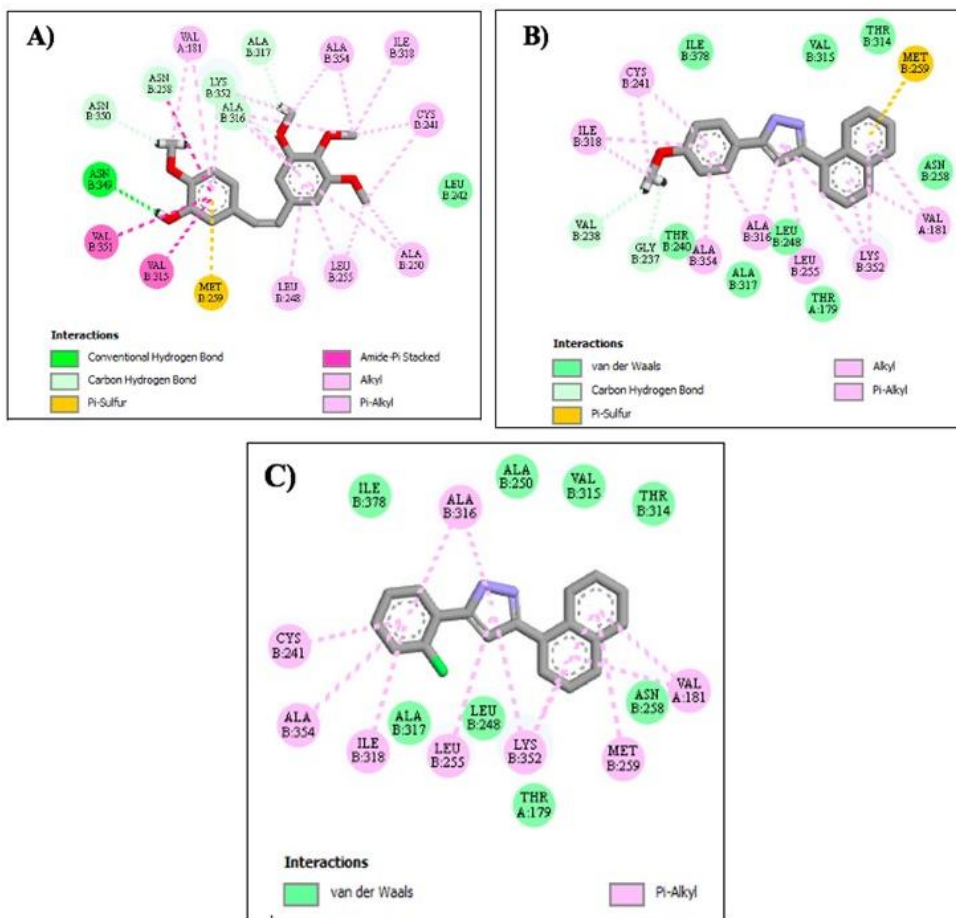 A)
VAL
A:181
ALA
B:317
ALA
B:354
ILE
B:318
ASN
B:258
LYS
B:352
ALA
B:316
ASN
B:350
CYS
B:241
ASN
B:349
LEU
B:242
VAL
B:351
VAL
B:315
MET
B:259
LEU
B:248
LEU
B:255
ALA
B:250
Interactions
Conventional Hydrogen Bond
Carbon Hydrogen Bond
Pi-Sulfur
Amide-Pi Stacked
Alkyl
Pi-Alkyl
B)
ILE
B:378
VAL
B:315
THR
B:314
MET
B:259
CYS
B:241
ILE
B:318
ASN
B:258
VAL
B:238
GLY
B:237
THR
B:240
ALA
B:354
ALA
B:316
LEU
B:248
ALA
B:317
LEU
B:255
LYS
B:352
VAL
A:181
THR
A:179
Interactions
van der Waals
Carbon Hydrogen Bond
Pi-Sulfur
Alkyl
Pi-Alkyl
C)
ILE
B:378
ALA
B:316
ALA
B:250
VAL
B:315
THR
B:314
CYS
B:241
ALA
B:354
ILE
B:318
ALA
B:317
LEU
B:255
LEU
B:248
LYS
B:352
ASN
B:258
MET
B:259
VAL
A:181
THR
A:179
Interactions
van der Waals
Pi-Alkyl